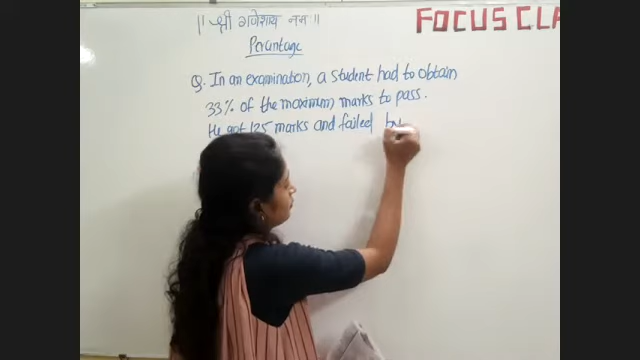 || श्री गणेशाय नमः ||
FOCUS CLA
Percentage
Q. In an examination, a student had to obtain
33% of the maximum marks to pass.
He got 125 marks and failed by